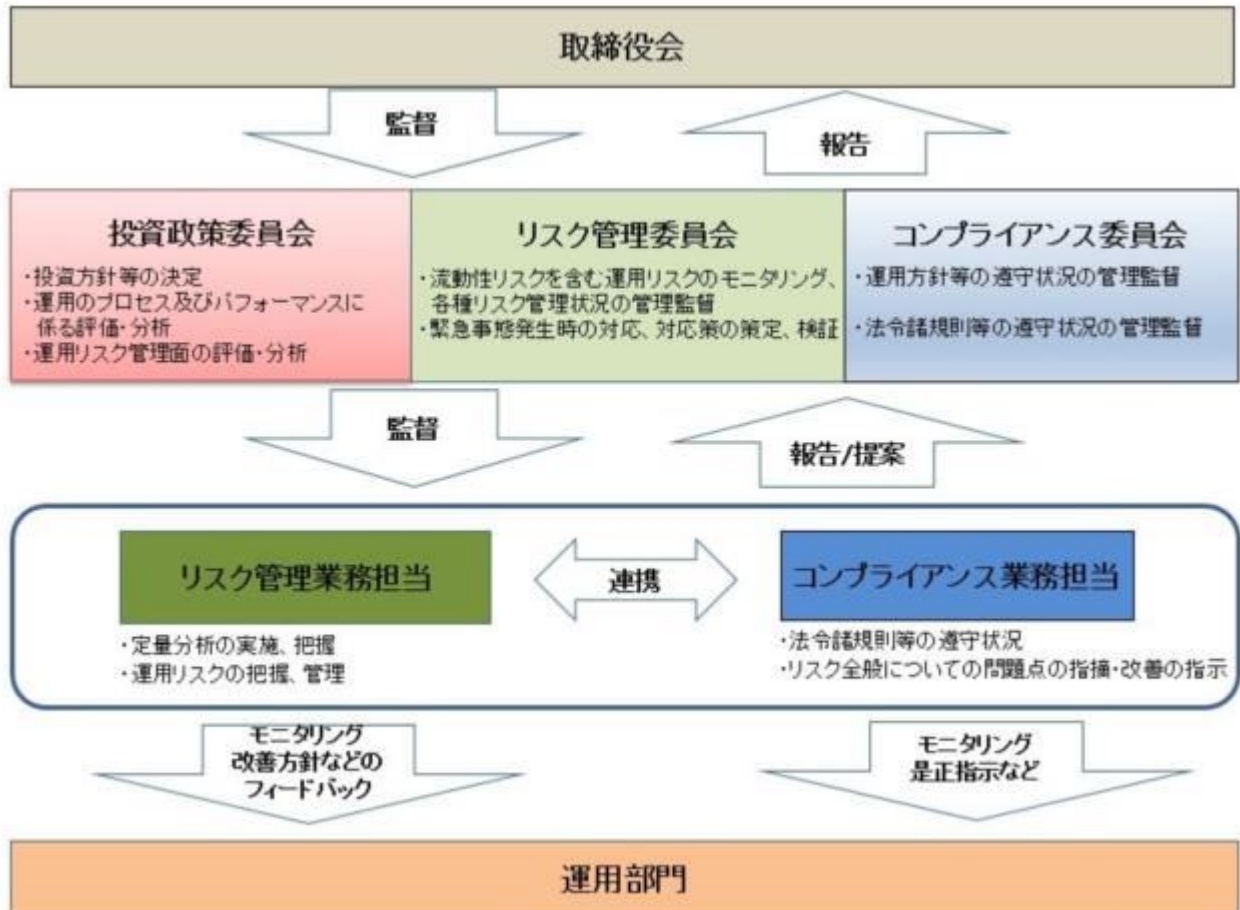 取締役会
監督
報告
投資政策委員会
・投資方針等の決定
・運用のプロセス及びパフォーマンスに
係る評価・分析
・運用リスク管理面の評価・分析
リスク管理委員会
・流動性リスクを含む運用リスクのモニタリング、
各種リスク管理状況の管理監督
・緊急事態発生時の対応、対応策の策定、検証
コンプライアンス委員会
・運用方針等の遵守状況の管理監督
・法令諸規則等の遵守状況の管理監督
監督
報告/提案
リスク管理業務担当
・定量分析の実施、把握
・運用リスクの把握、管理
連携
コンプライアンス業務担当
・法令諸規則等の遵守状況
・リスク全般についての問題点の指摘・改善の指示
モニタリング
改善方針などの
フィードバック
モニタリング
是正指示など
運用部門